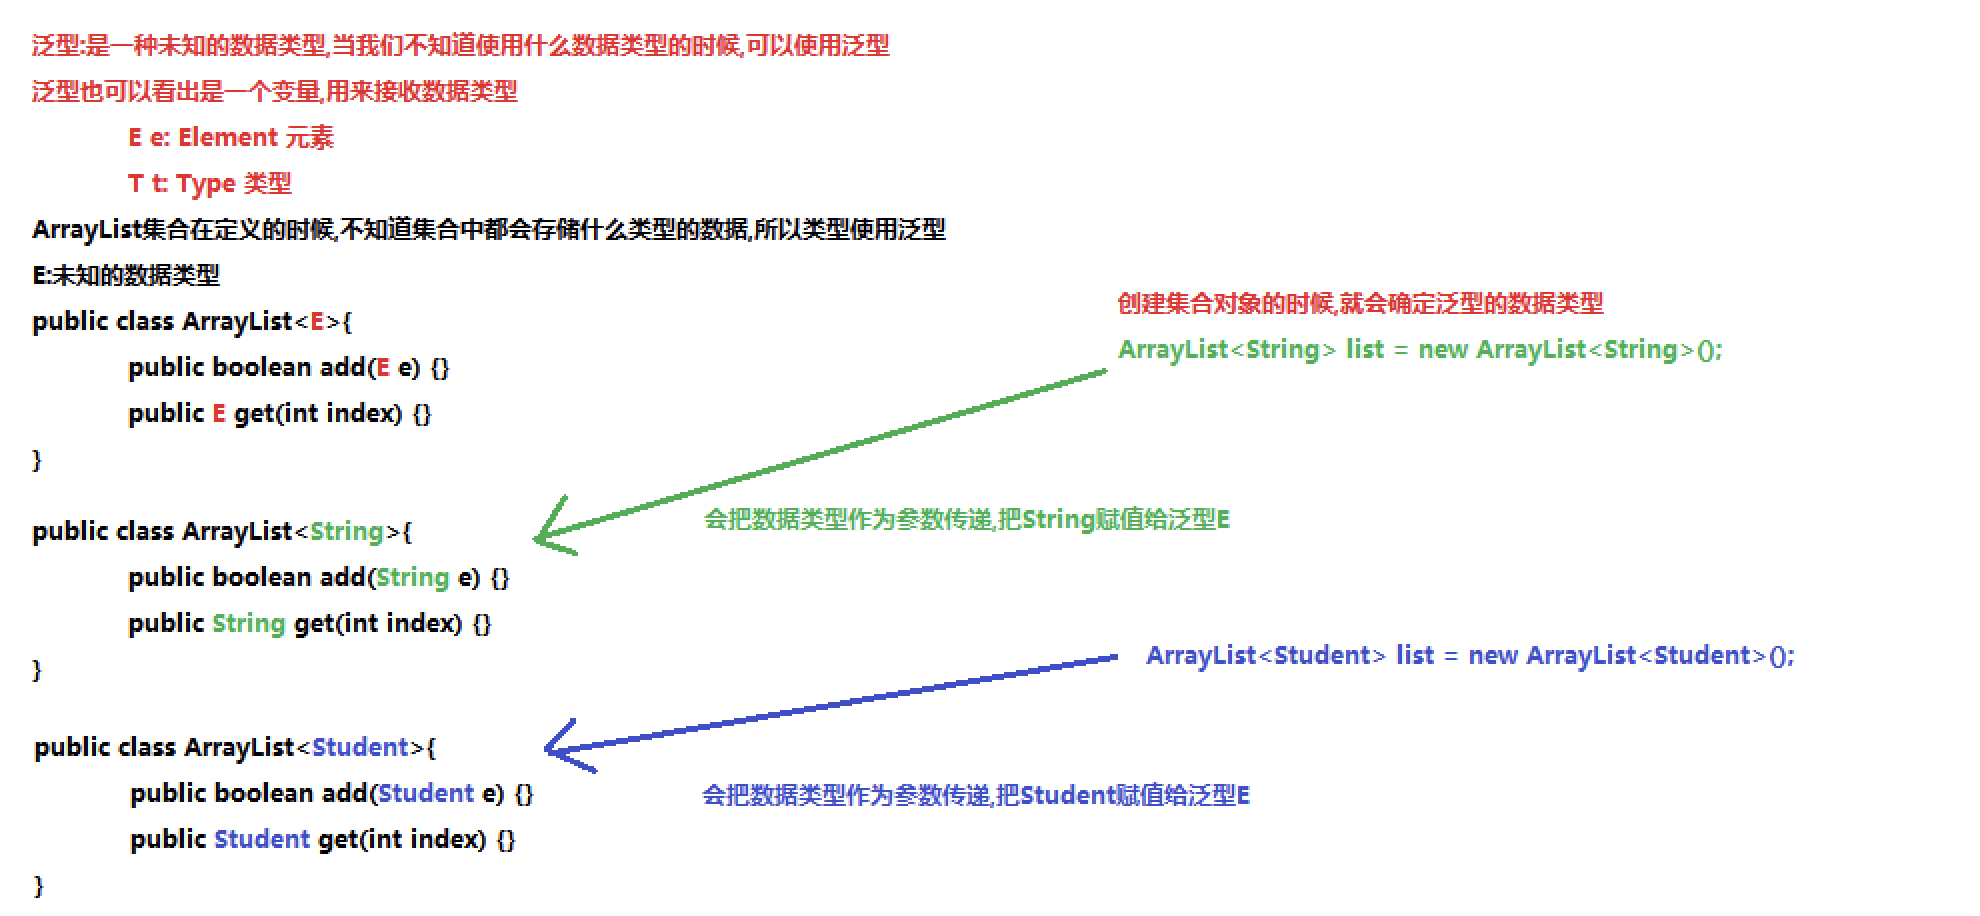 泛型:是一种未知的数据类型,当我们不知道使用什么数据类型的时候,可以使用泛型
泛型也可以看出是一个变量,用来接收数据类型
E e: Element 元素
T t: Type 类型
ArrayList集合在定义的时候,不知道集合中都会存储什么类型的数据,所以类型使用泛型
E:未知的数据类型
public class ArrayList<E>{
public boolean add(E e) {}
public E get(int index) {}
}
创建集合对象的时候,就会确定泛型的数据类型
ArrayList<String> list = new ArrayList<String>();
会把数据类型作为参数传递,把String赋值给泛型E
public class ArrayList<String>{
public boolean add(String e) {}
public String get(int index) {}
}
ArrayList<Student> list = new ArrayList<Student>();
public class ArrayList<Student>{
public boolean add(Student e) {}
public Student get(int index) {}
}
会把数据类型作为参数传递,把Student赋值给泛型E